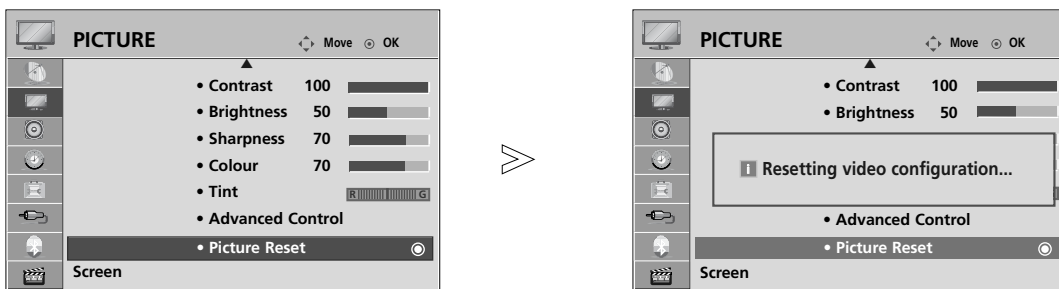 PICTURE
Move OK
• Contrast 100
• Brightness 50
• Sharpness 70
• Colour 70
• Tint R G
• Advanced Control
• Picture Reset
Screen
PICTURE
Move OK
• Contrast 100
• Brightness 50
i Resetting video configuration...
• Advanced Control
• Picture Reset
Screen